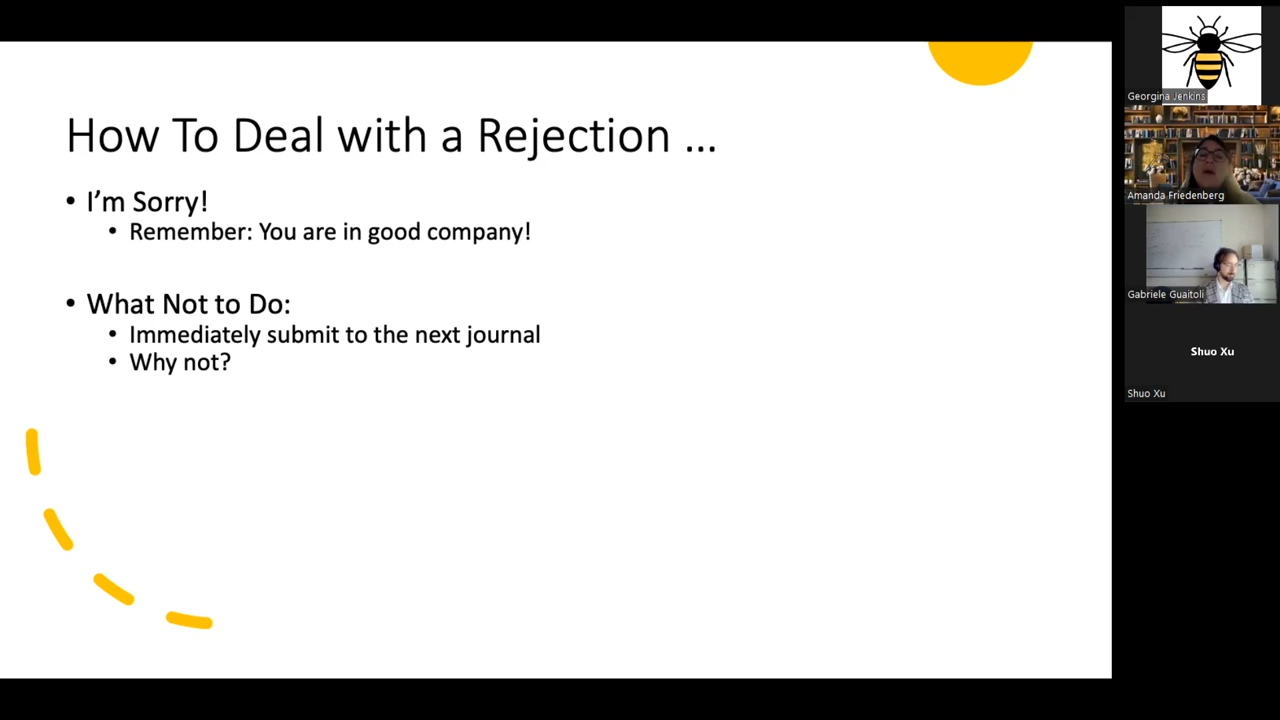 How To Deal with a Rejection ...
• I'm Sorry!
• Remember: You are in good company!
• What Not to Do:
• Immediately submit to the next journal
• Why not?
Georgina Jenkins
Amanda Friedenberg
Gabriele Guaitoli
Shuo Xu
Shuo Xu